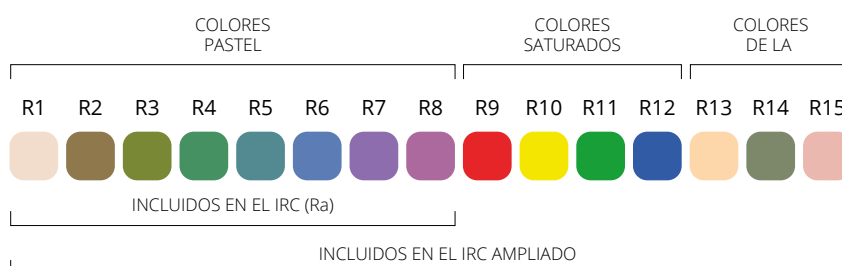 COLORES
PASTEL
COLORES
SATURADOS
COLORES
DE LA
R1 R2 R3 R4 R5 R6 R7 R8 R9 R10 R11 R12 R13 R14 R15
INCLUIDOS EN EL IRC (Ra)
INCLUIDOS EN EL IRC AMPLIADO